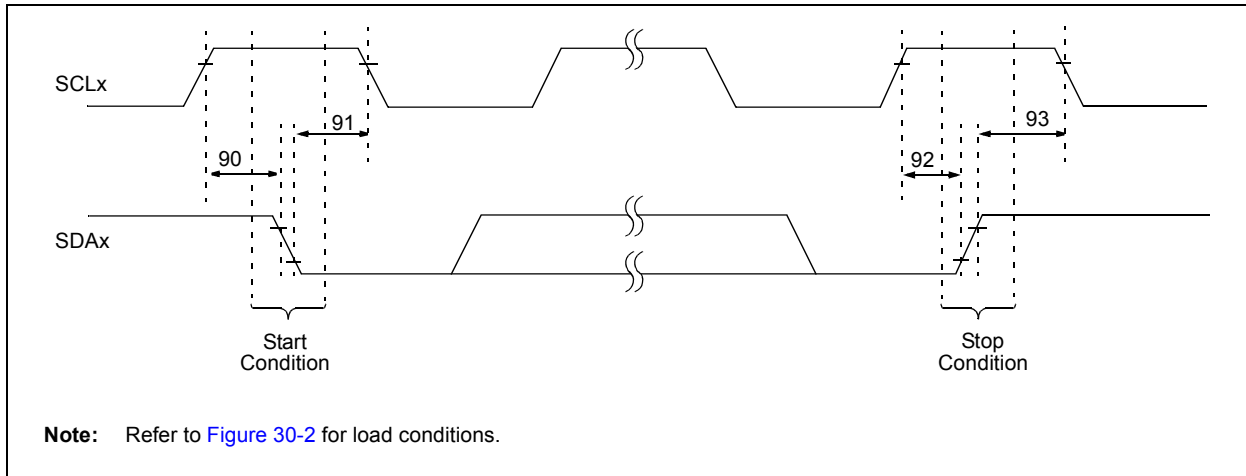 SCLx
91
93
90
92
SDAx
Start
Condition
Stop
Condition
Note: Refer to Figure 30-2 for load conditions.